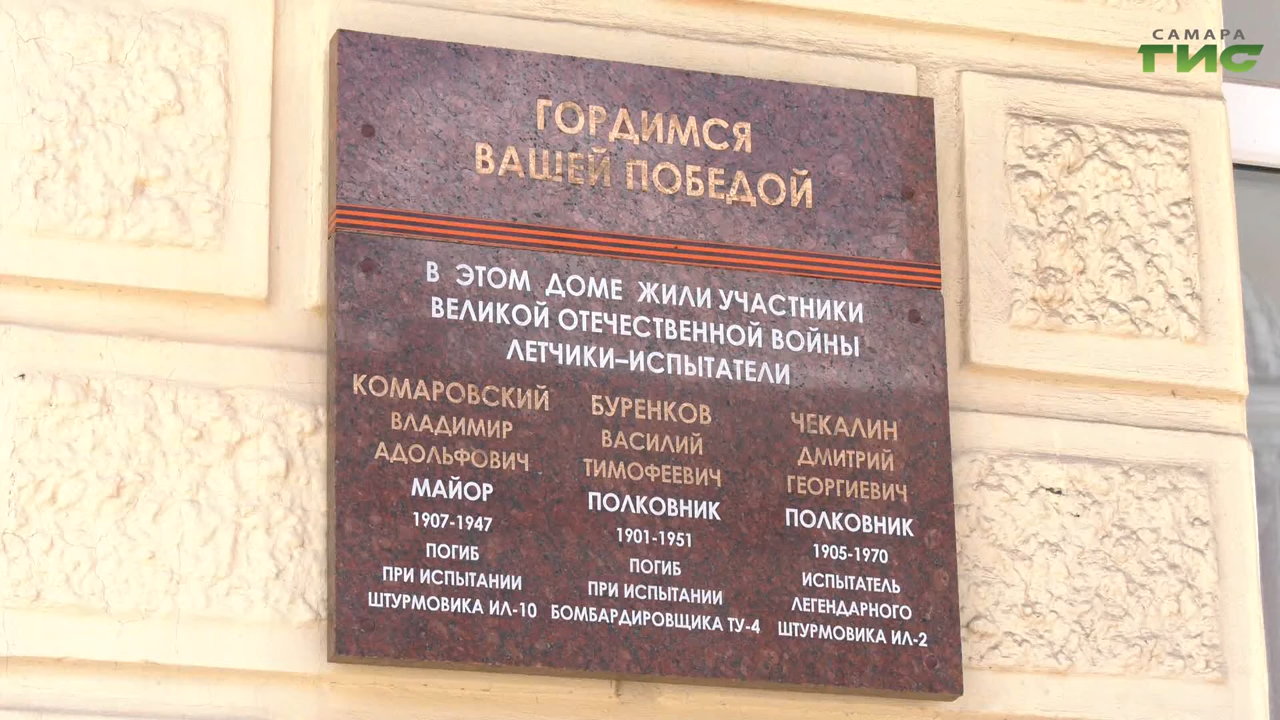 САМАРА
ГИС
ГОРДИМСЯ
ВАШЕЙ ПОБЕДОЙ
В ЭТОМ ДОМЕ ЖИЛИ УЧАСТНИКИ
ВЕЛИКОЙ ОТЕЧЕСТВЕННОЙ ВОЙНЫ
ЛЕТЧИКИ–ИСПЫТАТЕЛИ
КОМАРОВСКИЙ
ВЛАДИМИР
АДОЛЬФОВИЧ
МАЙОР
1907-1947
ПОГИБ
ПРИ ИСПЫТАНИИ
ШТУРМОВИКА ИЛ-10
БУРЕНКОВ
ВАСИЛИЙ
ТИМОФЕЕВИЧ
ПОЛКОВНИК
1901-1951
ПОГИБ
ПРИ ИСПЫТАНИИ
БОМБАРДИРОВЩИКА ТУ-4
ЧЕКАЛИН
ДМИТРИЙ
ГЕОРГИЕВИЧ
ПОЛКОВНИК
1905-1970
ИСПЫТАТЕЛЬ
ЛЕГЕНДАРНОГО
ШТУРМОВИКА ИЛ-2